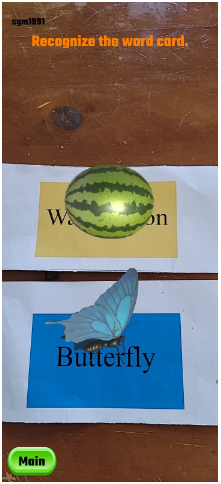 sgm1991
Recognize the word card.
Butterfly
Main